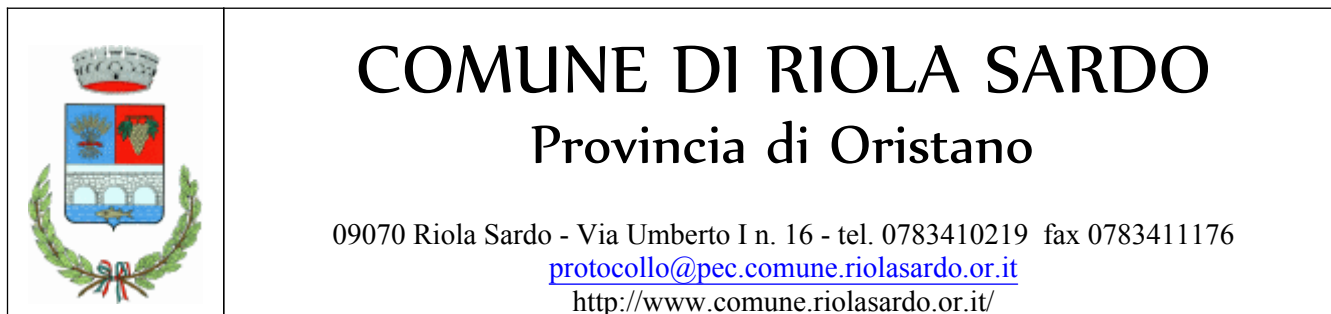 COMUNE DI RIOLA SARDO
Provincia di Oristano
09070 Riola Sardo - Via Umberto I n. 16 - tel. 0783410219 fax 0783411176
protocollo@pec.comune.riolasardo.or.it
http://www.comune.riolasardo.or.it/